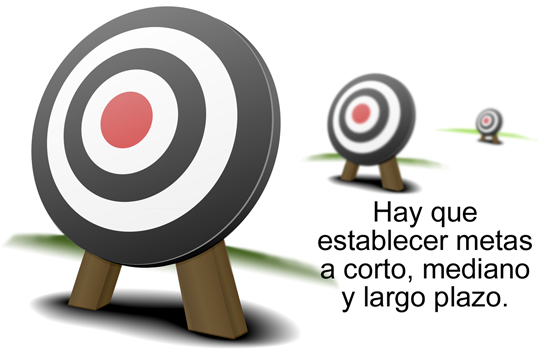 Hay que
establecer metas
a corto, mediano
y largo plazo.